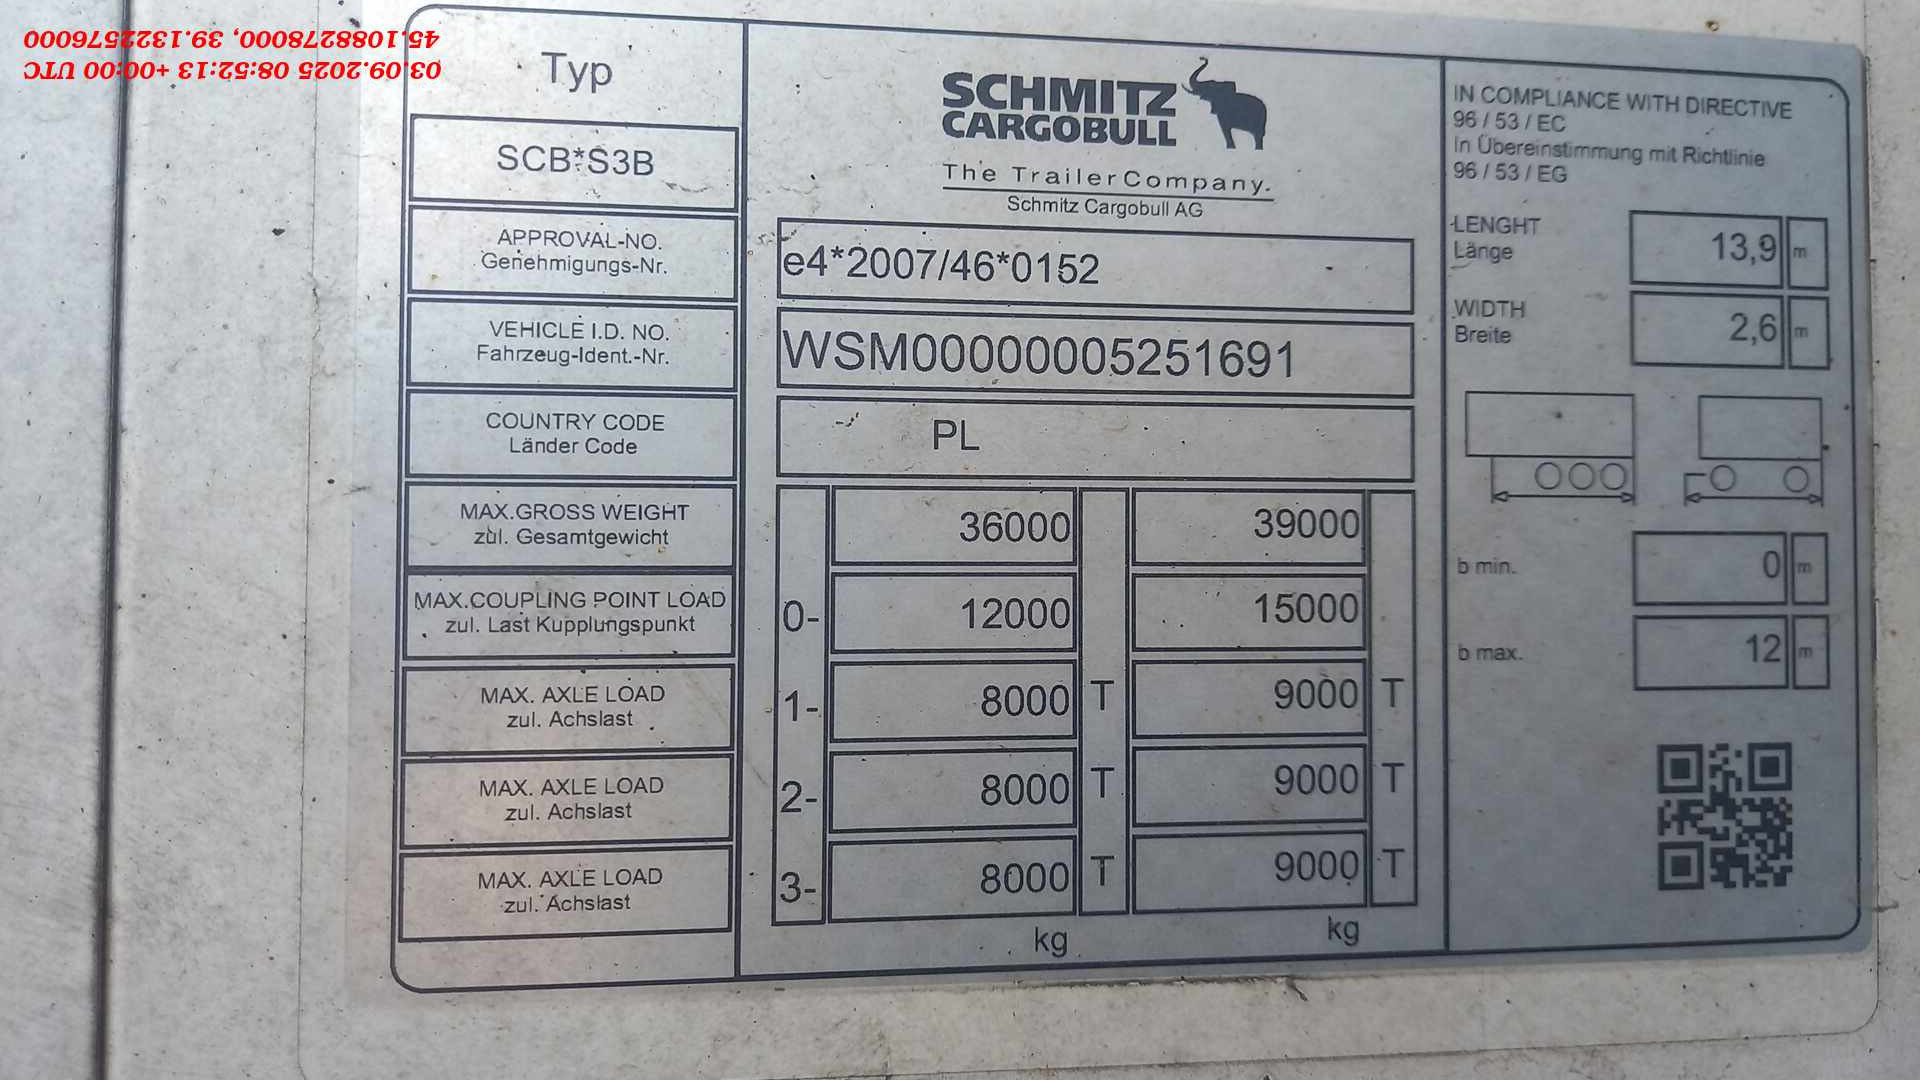 45.1088278000, 39.1322576000
03.09.2025 08:52:13 +00:00 UTC
Typ
SCB*S3B
APPROVAL-NO.
Genehmigungs-Nr.
VEHICLE I.D. NO.
Fahrzeug-Ident.-Nr.
COUNTRY CODE
Länder Code
MAX.GROSS WEIGHT
zul. Gesamtgewicht
MAX.COUPLING POINT LOAD
zul. Last Kupplungspunkt
MAX. AXLE LOAD
zul. Achslast
MAX. AXLE LOAD
zul. Achslast
MAX. AXLE LOAD
zul. Achslast
SCHMITZ
CARGOBULL
The Trailer Company.
Schmitz Cargobull AG
e4*2007/46*0152
WSM00000005251691
PL
36000 39000
0- 12000 15000
1- 8000 T 9000 T
2- 8000 T 9000 T
3- 8000 T 9000 T
kg kg
IN COMPLIANCE WITH DIRECTIVE
96 / 53 / EC
In Übereinstimmung mit Richtlinie
96 / 53 / EG
LENGHT
Länge
13,9 m
WIDTH
Breite
2,6 m
b min. 0 m
b max. 12 m